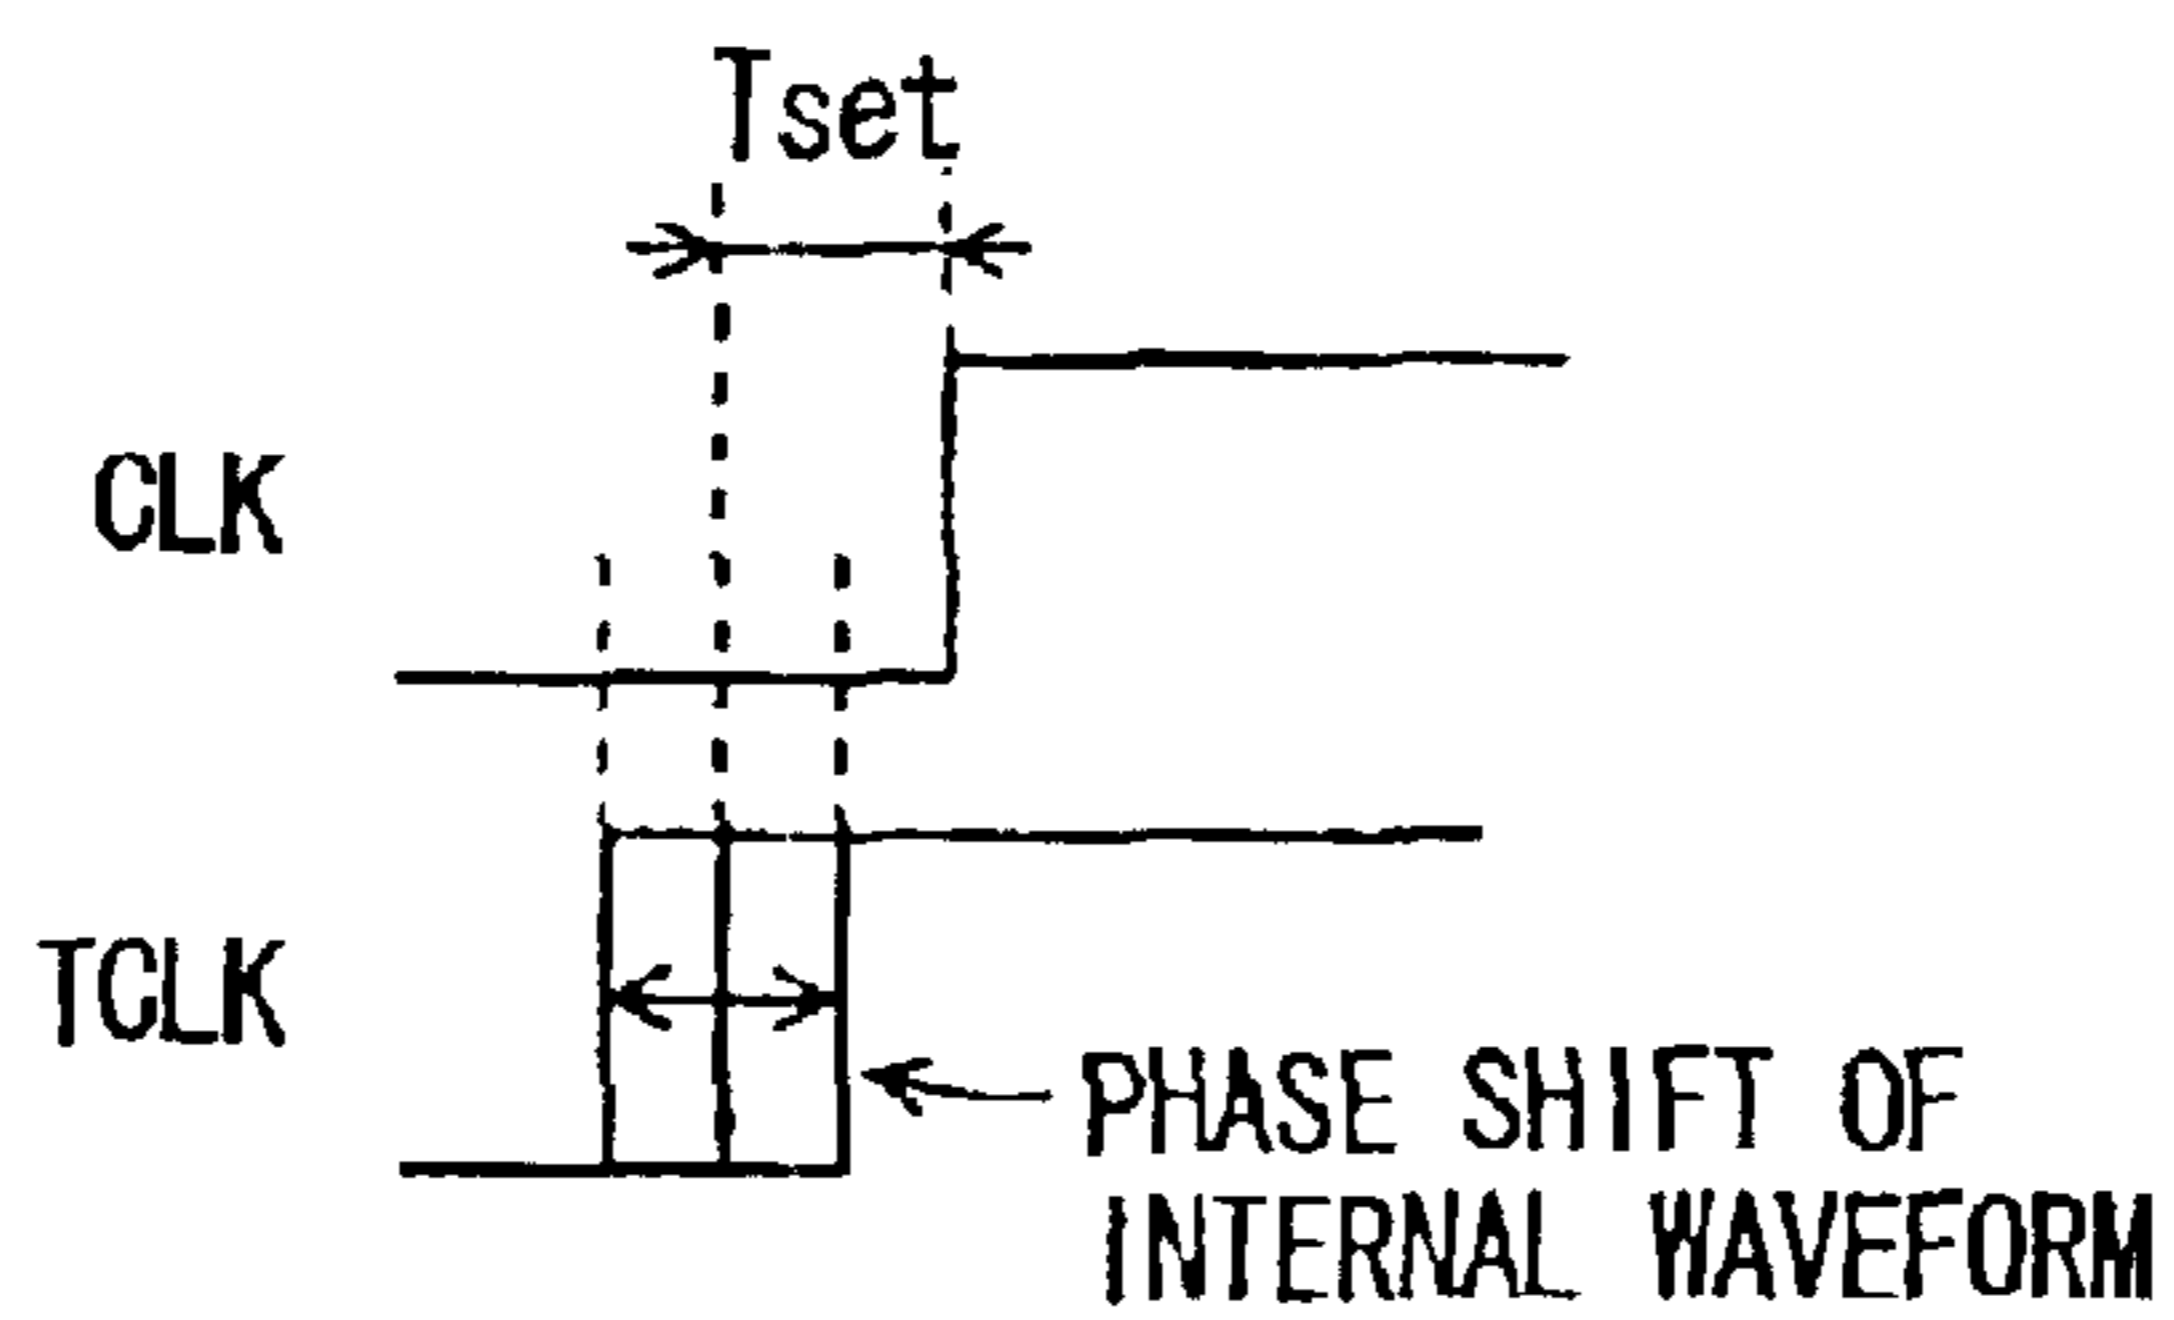 Tset
CLK
TCLK
PHASE SHIFT OF
INTERNAL WAVEFORM